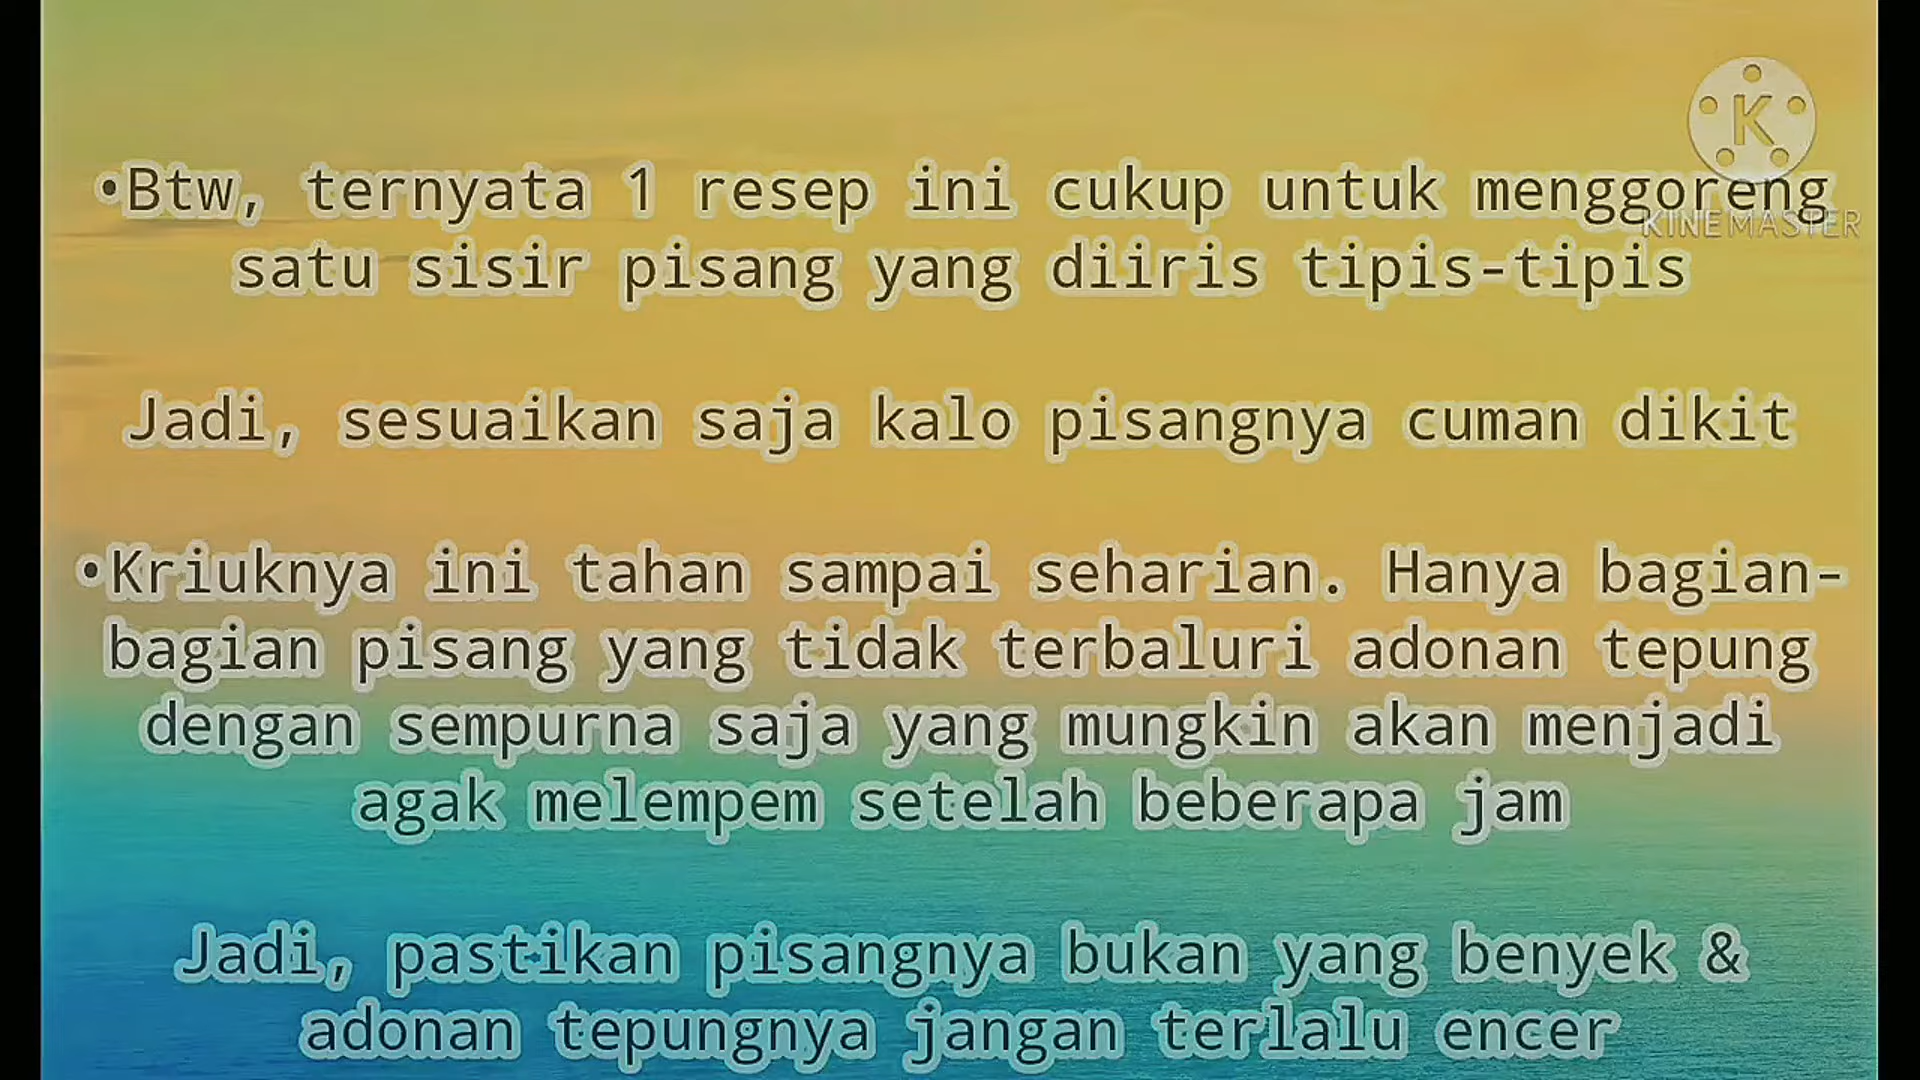 K
•Btw, ternyata 1 resep ini cukup untuk menggoreng
KINEMASTER
satu sisir pisang yang diiris tipis-tipis
Jadi, sesuaikan saja kalo pisangnya cuman dikit
•Kriuknya ini tahan sampai seharian. Hanya bagian-
bagian pisang yang tidak terbaluri adonan tepung
dengan sempurna saja yang mungkin akan menjadi
agak melempem setelah beberapa jam
Jadi, pastikan pisangnya bukan yang benyek &
adonan tepungnya jangan terlalu encer